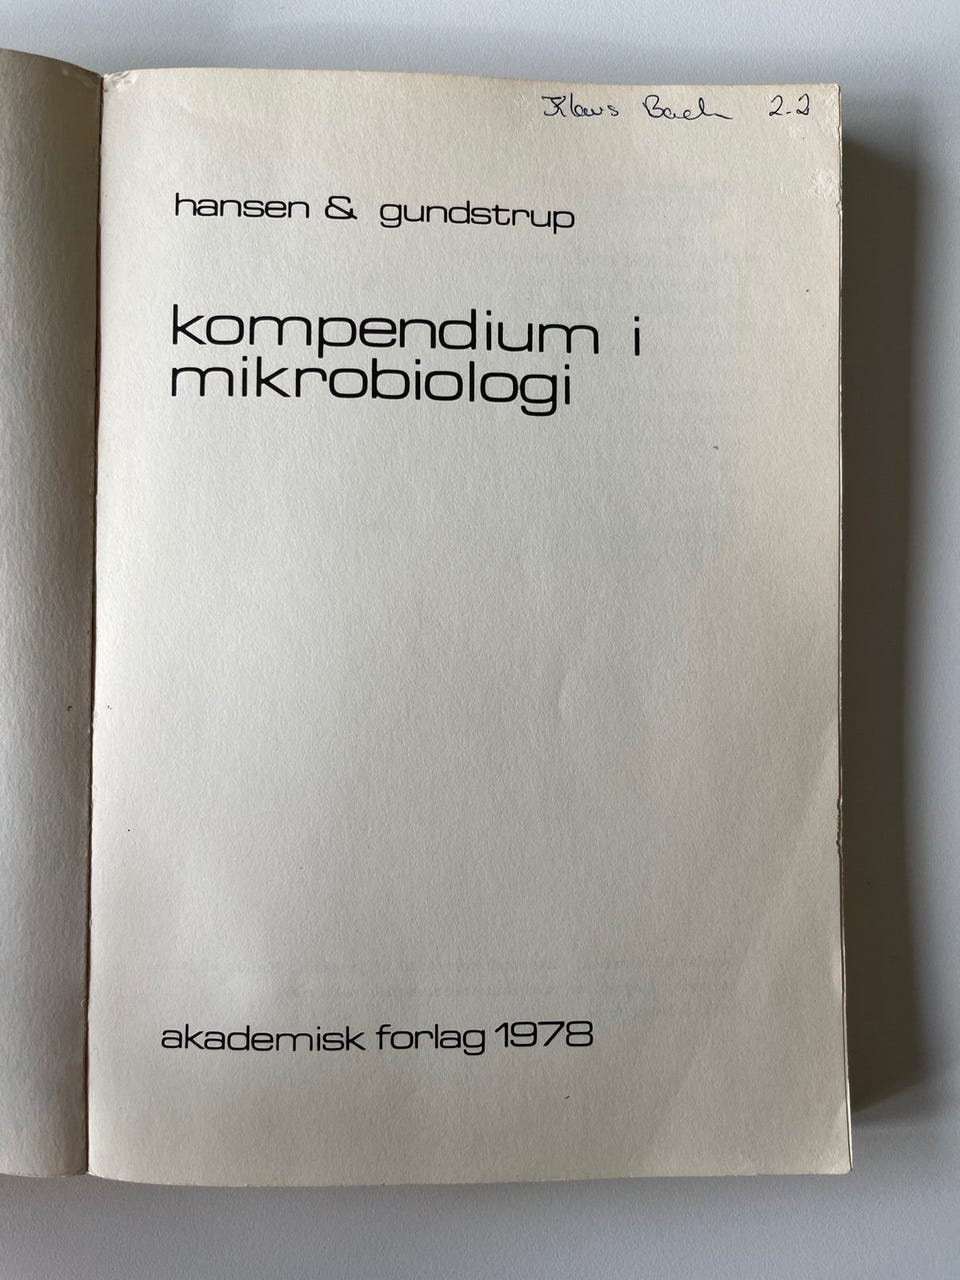 Klaus Bach 2.2
hansen & gundstrup
kompendium i
mikrobiologi
akademisk forlag 1978